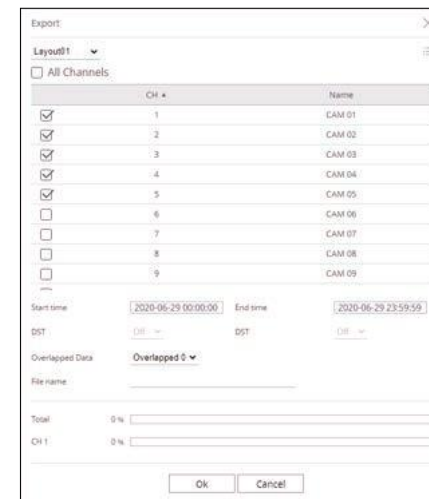 Export
Layout01
All Channels
CH Name
1 CAM 01
2 CAM 02
3 CAM 03
4 CAM 04
5 CAM 05
6 CAM 06
7 CAM 07
8 CAM 08
9 CAM 09
Start time 2020-06-29 00:00:00 End time 2020-06-29 23:59:59
DST Off DST Off
Overlapped Data Overlapped 0
File name
Total 0 %
CH 1 0 %
Ok Cancel